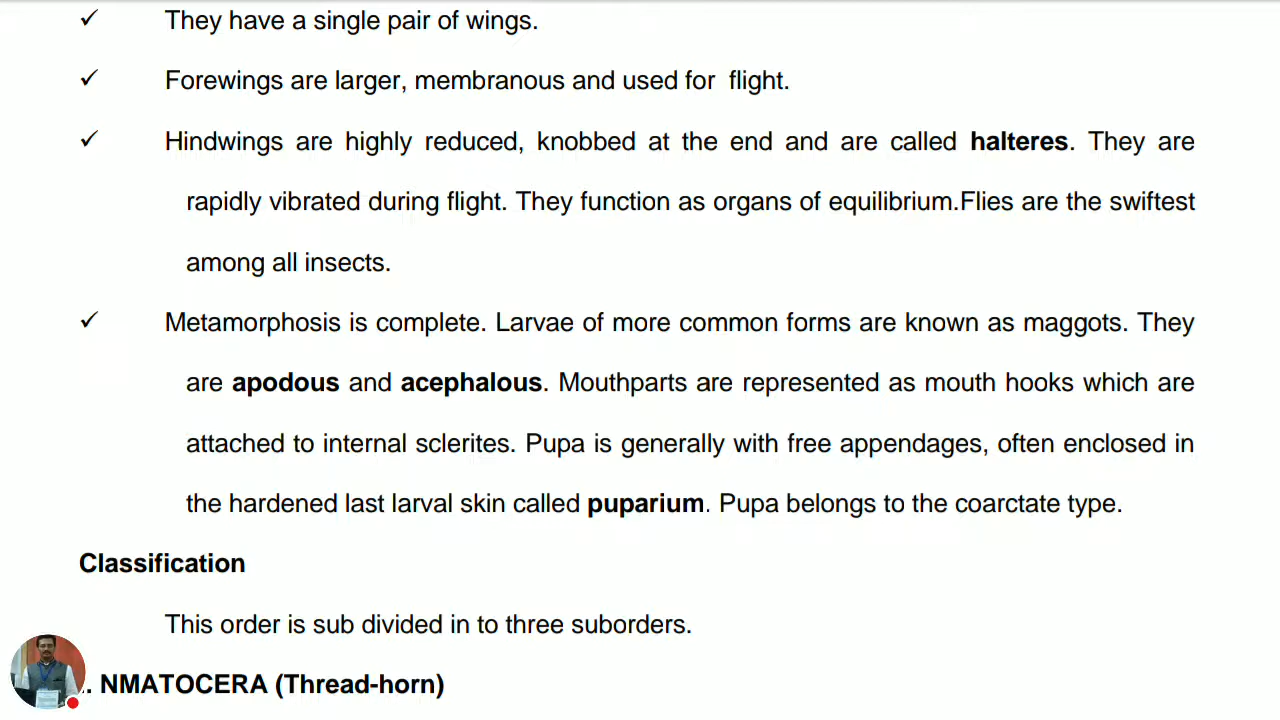 ✓ They have a single pair of wings.
✓ Forewings are larger, membranous and used for flight.
✓ Hindwings are highly reduced, knobbed at the end and are called halteres. They are
rapidly vibrated during flight. They function as organs of equilibrium.Flies are the swiftest
among all insects.
✓ Metamorphosis is complete. Larvae of more common forms are known as maggots. They
are apodous and acephalous. Mouthparts are represented as mouth hooks which are
attached to internal sclerites. Pupa is generally with free appendages, often enclosed in
the hardened last larval skin called puparium. Pupa belongs to the coarctate type.
Classification
This order is sub divided in to three suborders.
. NMATOCERA (Thread-horn)